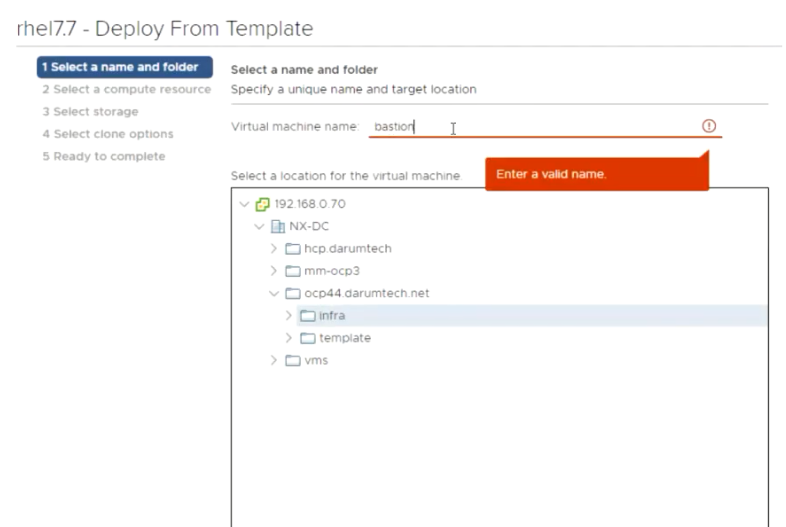 rhel7.7 - Deploy From Template
1 Select a name and folder
2 Select a compute resource
3 Select storage
4 Select clone options
5 Ready to complete
Select a name and folder
Specify a unique name and target location
Virtual machine name: bastion
Enter a valid name.
Select a location for the virtual machine.
192.168.0.70
NX-DC
hcp.darumtech
mm-ocp3
ocp44.darumtech.net
infra
template
vms